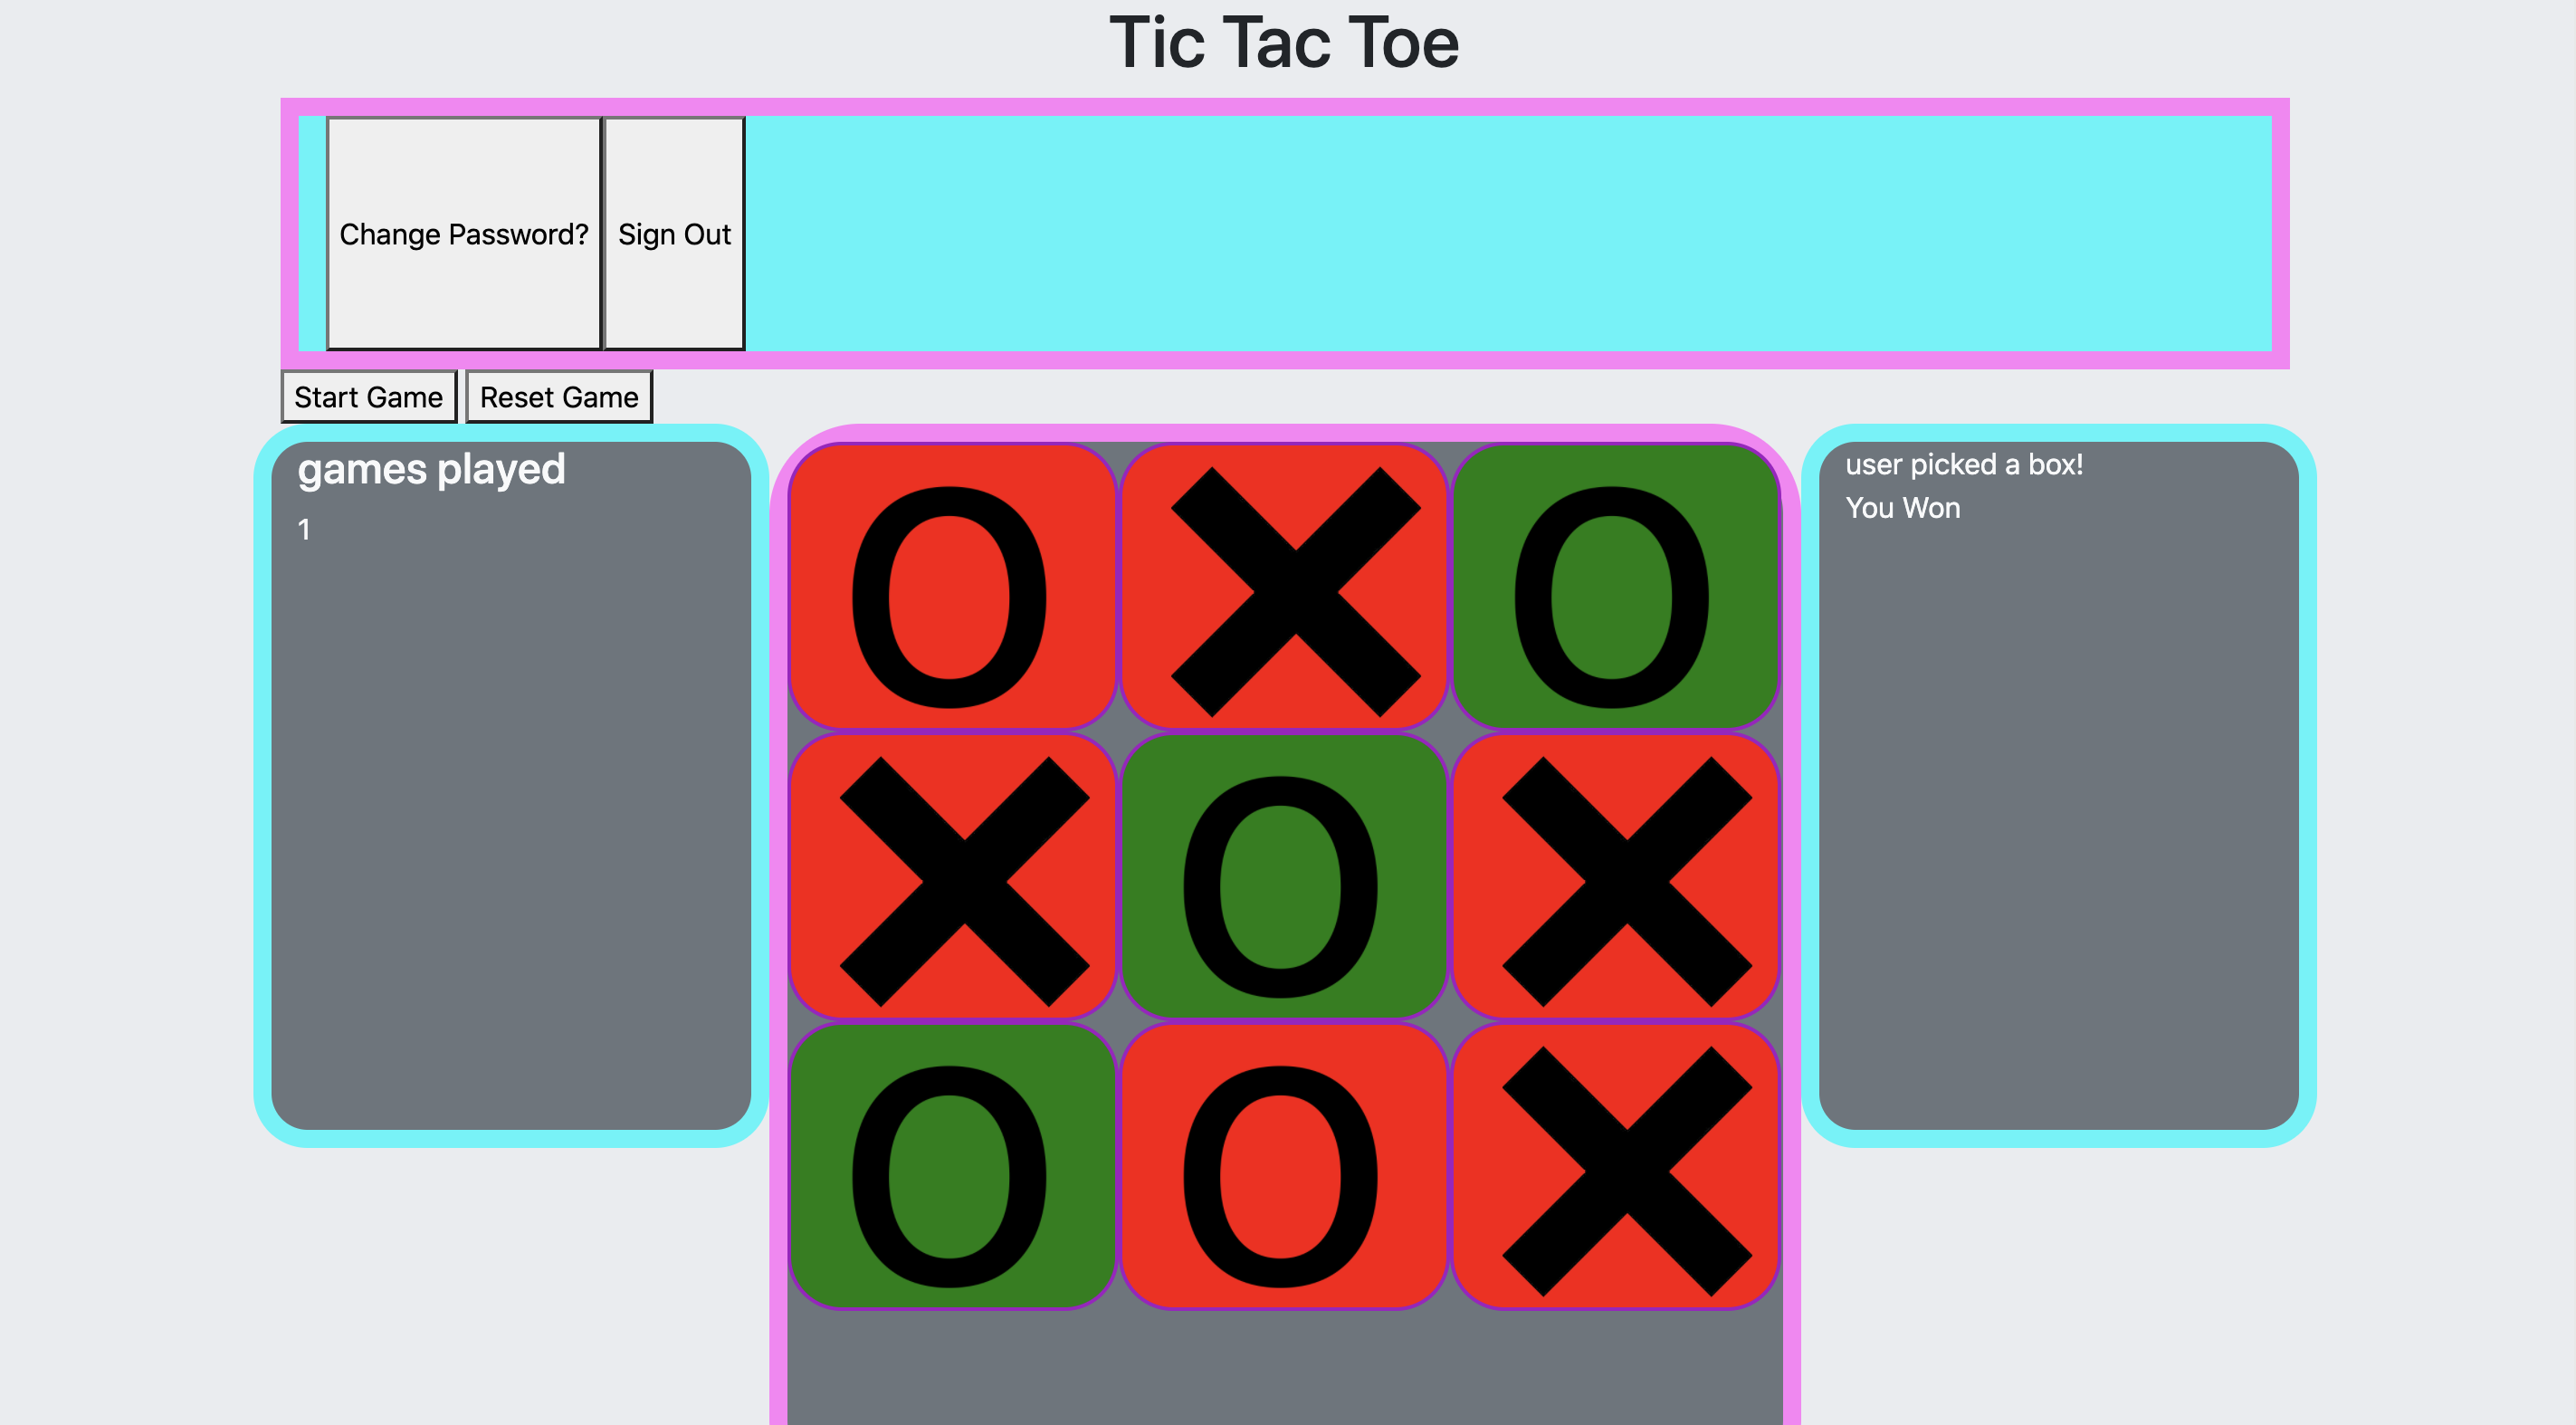 Tic Tac Toe
Change Password? Sign Out
Start Game Reset Game
games played
1
O X O
X O X
O O X
user picked a box!
You Won